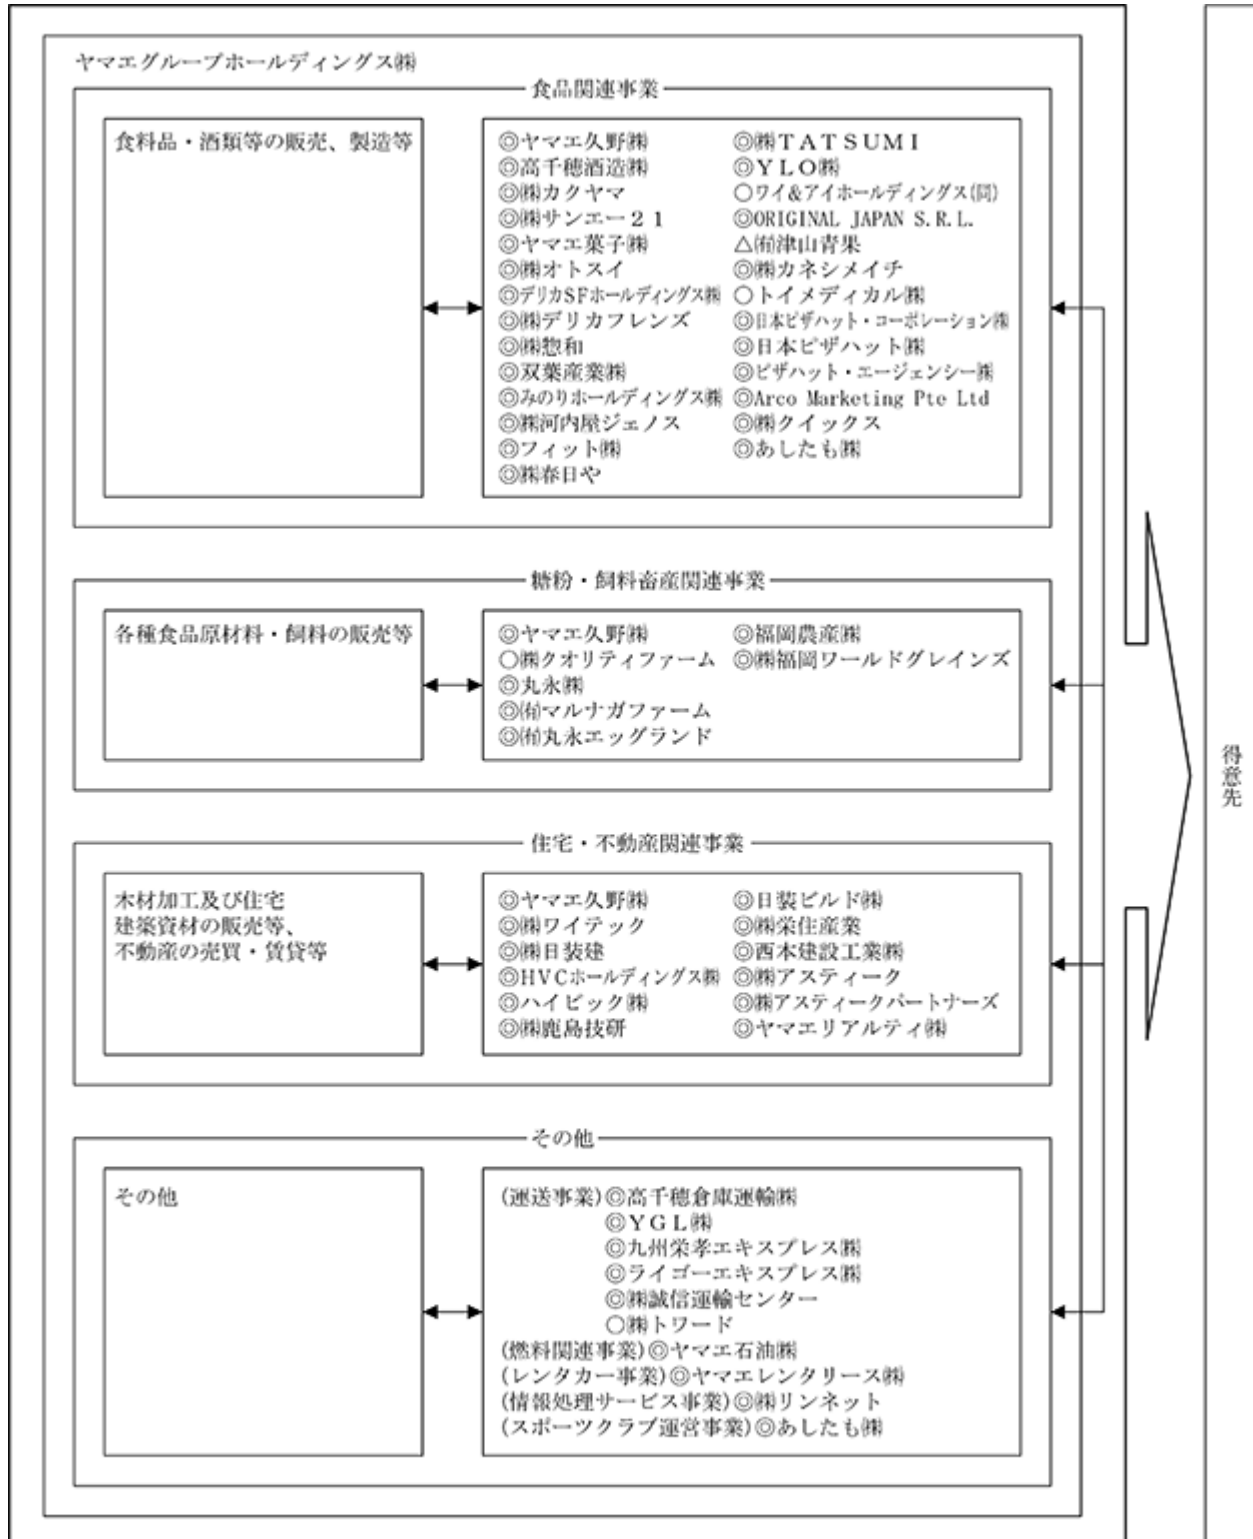 ヤマエグループホールディングス㈱
食品関連事業
食料品・酒類等の販売、製造等
◎ヤマエ久野㈱
◎高千穂酒造㈱
◎㈱カクヤマ
◎㈱サンエー２１
◎ヤマエ菓子㈱
◎㈱オトスイ
◎デリカSFホールディングス㈱
◎㈱デリカフレンズ
◎㈱惣和
◎双葉産業㈱
◎みのりホールディングス㈱
◎㈱河内屋ジェノス
◎フィット㈱
◎㈱春日や
◎㈱ＴＡＴＳＵＭＩ
◎ＹＬＯ㈱
○ワイ&アイホールディングス(同)
◎ORIGINAL JAPAN S.R.L.
△㈲津山青果
◎㈱カネシメイチ
○トイメディカル㈱
◎日本ピザハット・コーポレーション㈱
◎日本ピザハット㈱
◎ピザハット・エージェンシー㈱
◎Arco Marketing Pte Ltd
◎㈱クイックス
◎あしたも㈱
糖粉・飼料畜産関連事業
各種食品原材料・飼料の販売等
◎ヤマエ久野㈱
○㈱クオリティファーム
◎丸永㈱
◎㈲マルナガファーム
◎㈲丸永エッグランド
◎福岡農産㈱
◎㈱福岡ワールドグレインズ
住宅・不動産関連事業
木材加工及び住宅
建築資材の販売等、
不動産の売買・賃貸等
◎ヤマエ久野㈱
◎㈱ワイテック
◎㈱日装建
◎HVCホールディングス㈱
◎ハイビック㈱
◎㈱鹿島技研
◎日装ビルド㈱
◎㈱栄住産業
◎西本建設工業㈱
◎㈱アスティーク
◎㈱アスティークパートナーズ
◎ヤマエリアルティ㈱
その他
その他
(運送事業)◎高千穂倉庫運輸㈱
◎ＹＧＬ㈱
◎九州栄孝エキスプレス㈱
◎ライゴーエキスプレス㈱
◎㈱誠信運輸センター
○㈱トワード
(燃料関連事業)◎ヤマエ石油㈱
(レンタカー事業)◎ヤマエレンタリース㈱
(情報処理サービス事業)◎㈱リンネット
(スポーツクラブ運営事業)◎あしたも㈱
得意先